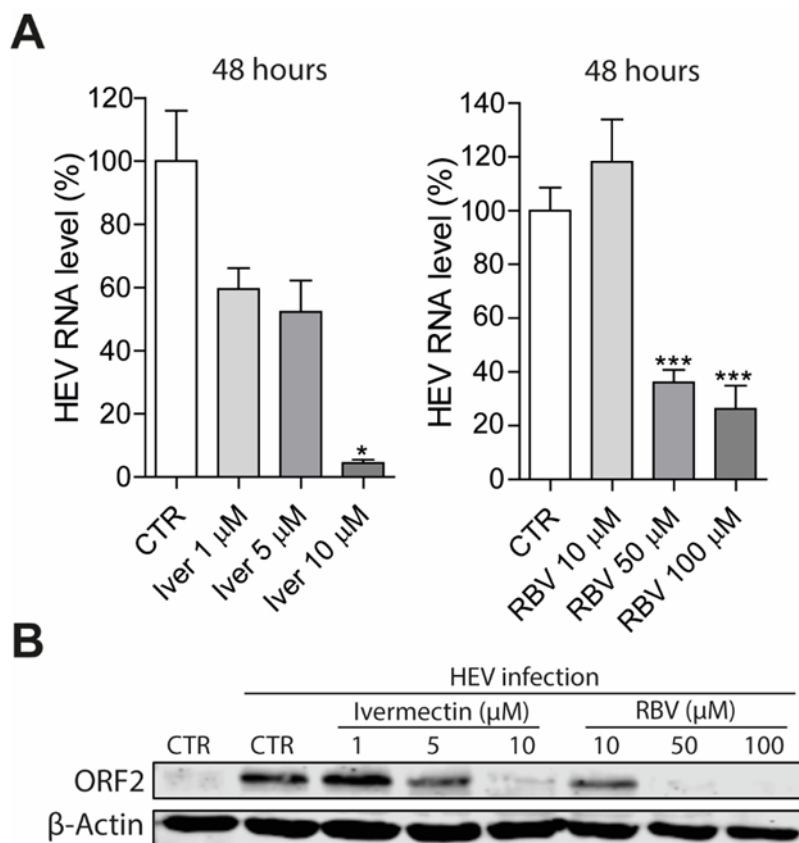 A
48 hours
HEV RNA level (%)
120
100
80
60
40
20
0
*
CTR
Iver 1 μM
Iver 5 μM
Iver 10 μM
48 hours
HEV RNA level (%)
140
120
100
80
60
40
20
0
***
***
CTR
RBV 10 μM
RBV 50 μM
RBV 100 μM
B
HEV infection
Ivermectin (μM) RBV (μM)
CTR CTR 1 5 10 10 50 100
ORF2
β-Actin